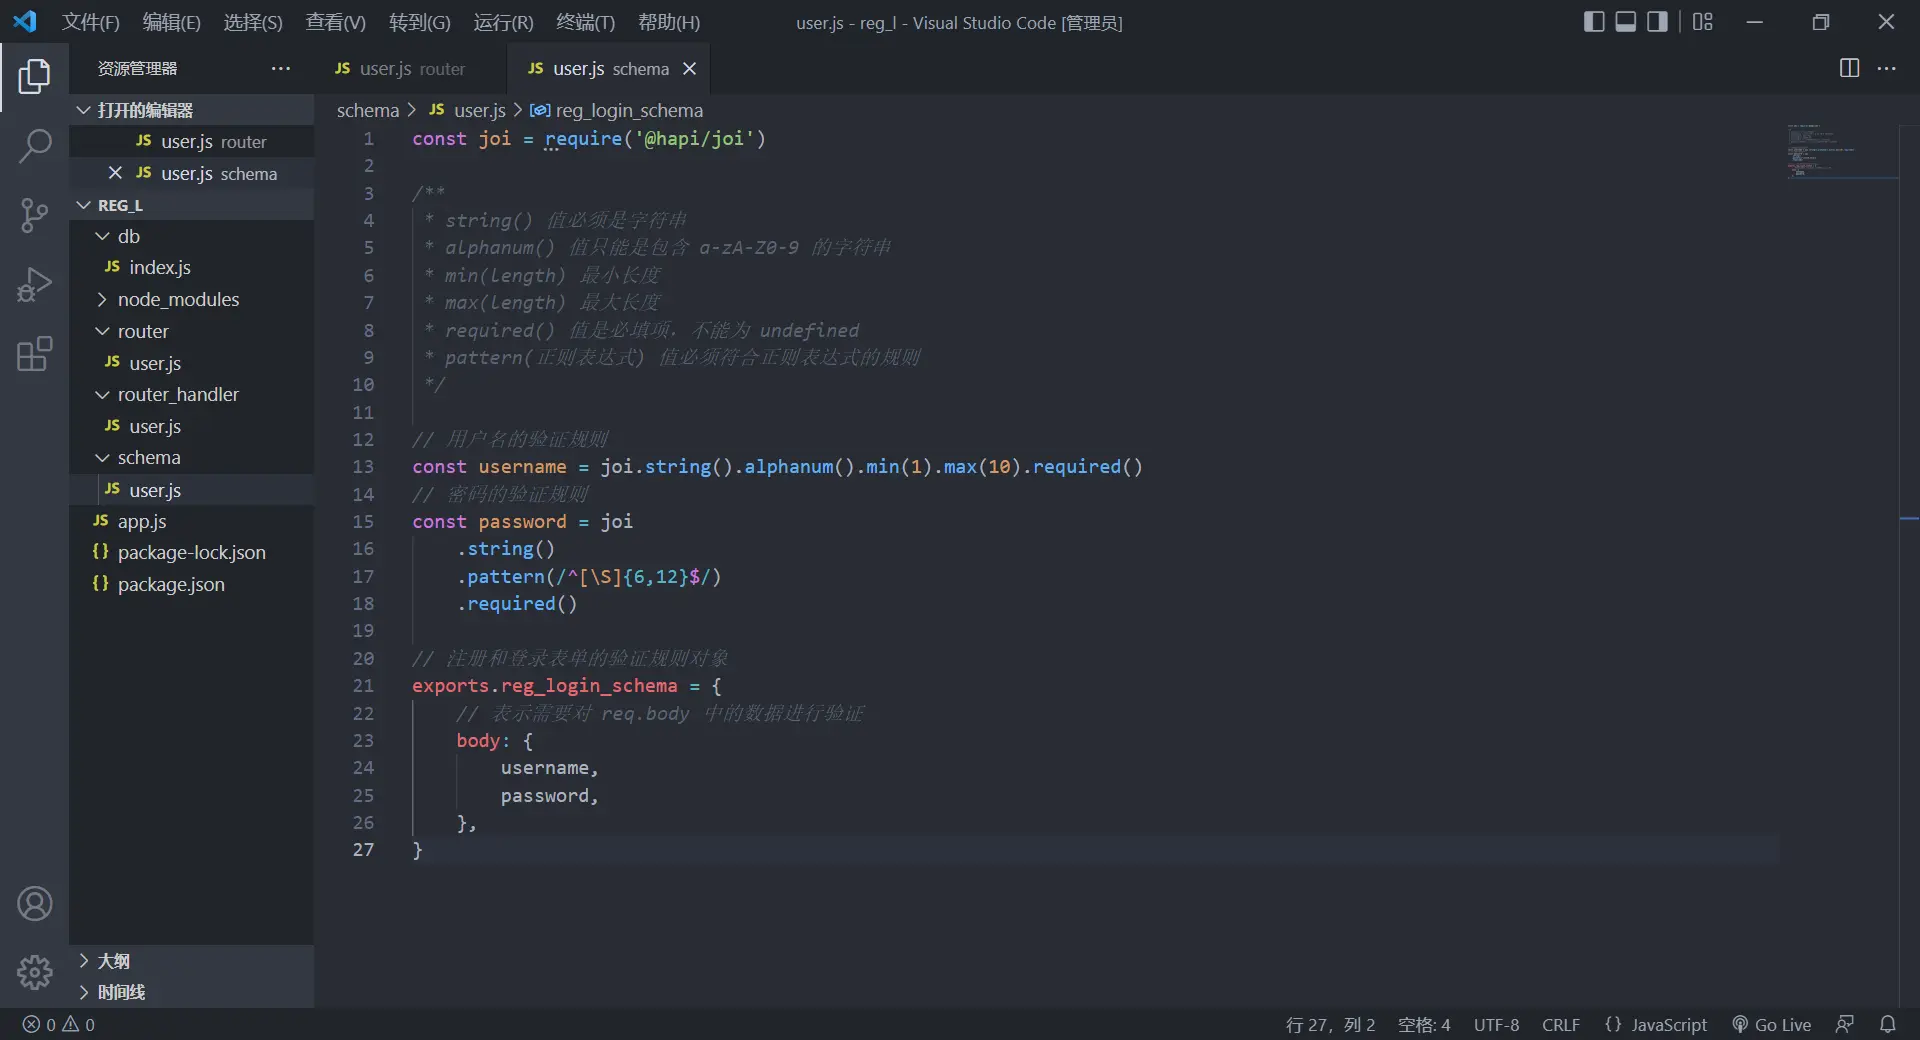 文件(F) 编辑(E) 选择(S) 查看(V) 转到(G) 运行(R) 终端(T) 帮助(H) user.js - reg_l - Visual Studio Code [管理员]
资源管理器 ···
JS user.js router JS user.js schema
打开的编辑器
JS user.js router
JS user.js schema
REG_L
db
JS index.js
node_modules
router
JS user.js
router_handler
JS user.js
schema
JS user.js
JS app.js
{} package-lock.json
{} package.json
大纲
时间线
schema > JS user.js > reg_login_schema
1 const joi = require('@hapi/joi')
2
3 /**
4 * string() 值必须是字符串
5 * alphanum() 值只能是包含 a-zA-Z0-9 的字符串
6 * min(length) 最小长度
7 * max(length) 最大长度
8 * required() 值是必填项，不能为 undefined
9 * pattern(正则表达式) 值必须符合正则表达式的规则
10 */
11
12 // 用户名的验证规则
13 const username = joi.string().alphanum().min(1).max(10).required()
14 // 密码的验证规则
15 const password = joi
16 .string()
17 .pattern(/^[\S]{6,12}$/)
18 .required()
19
20 // 注册和登录表单的验证规则对象
21 exports.reg_login_schema = {
22 // 表示需要对 req.body 中的数据进行验证
23 body: {
24 username,
25 password,
26 },
27 }
0 0 行 27，列 2 空格: 4 UTF-8 CRLF {} JavaScript Go Live